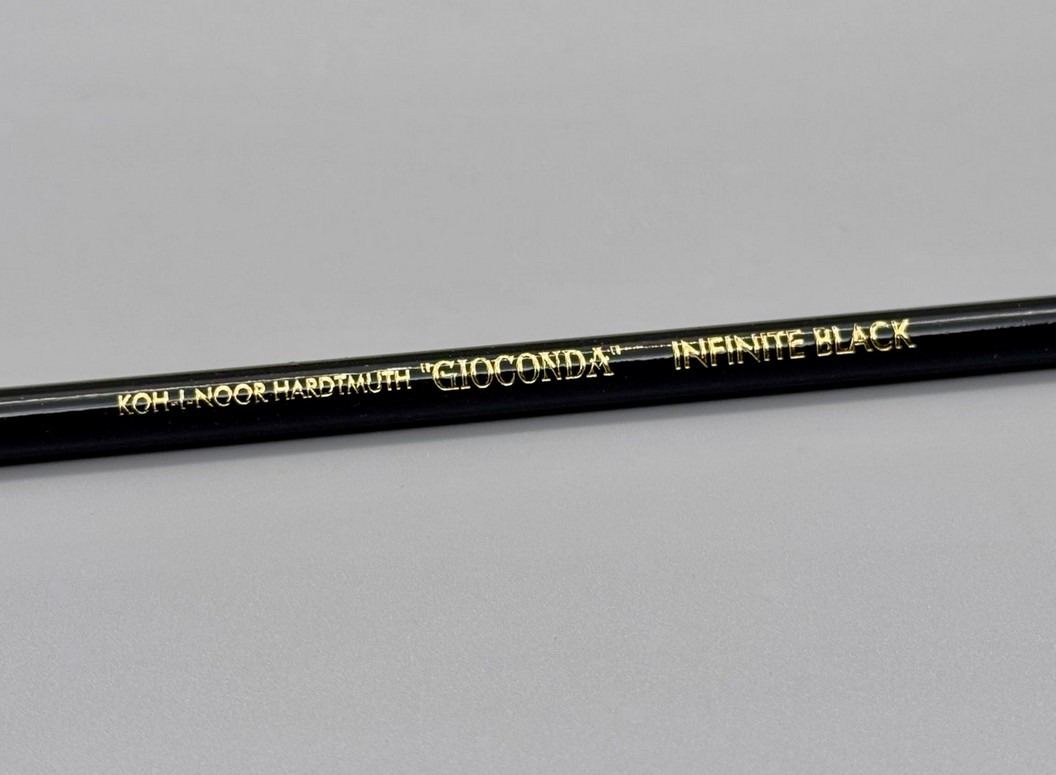 KOH-I-NOOR HARDTMUTH "GIOCONDA" INFINITE BLACK